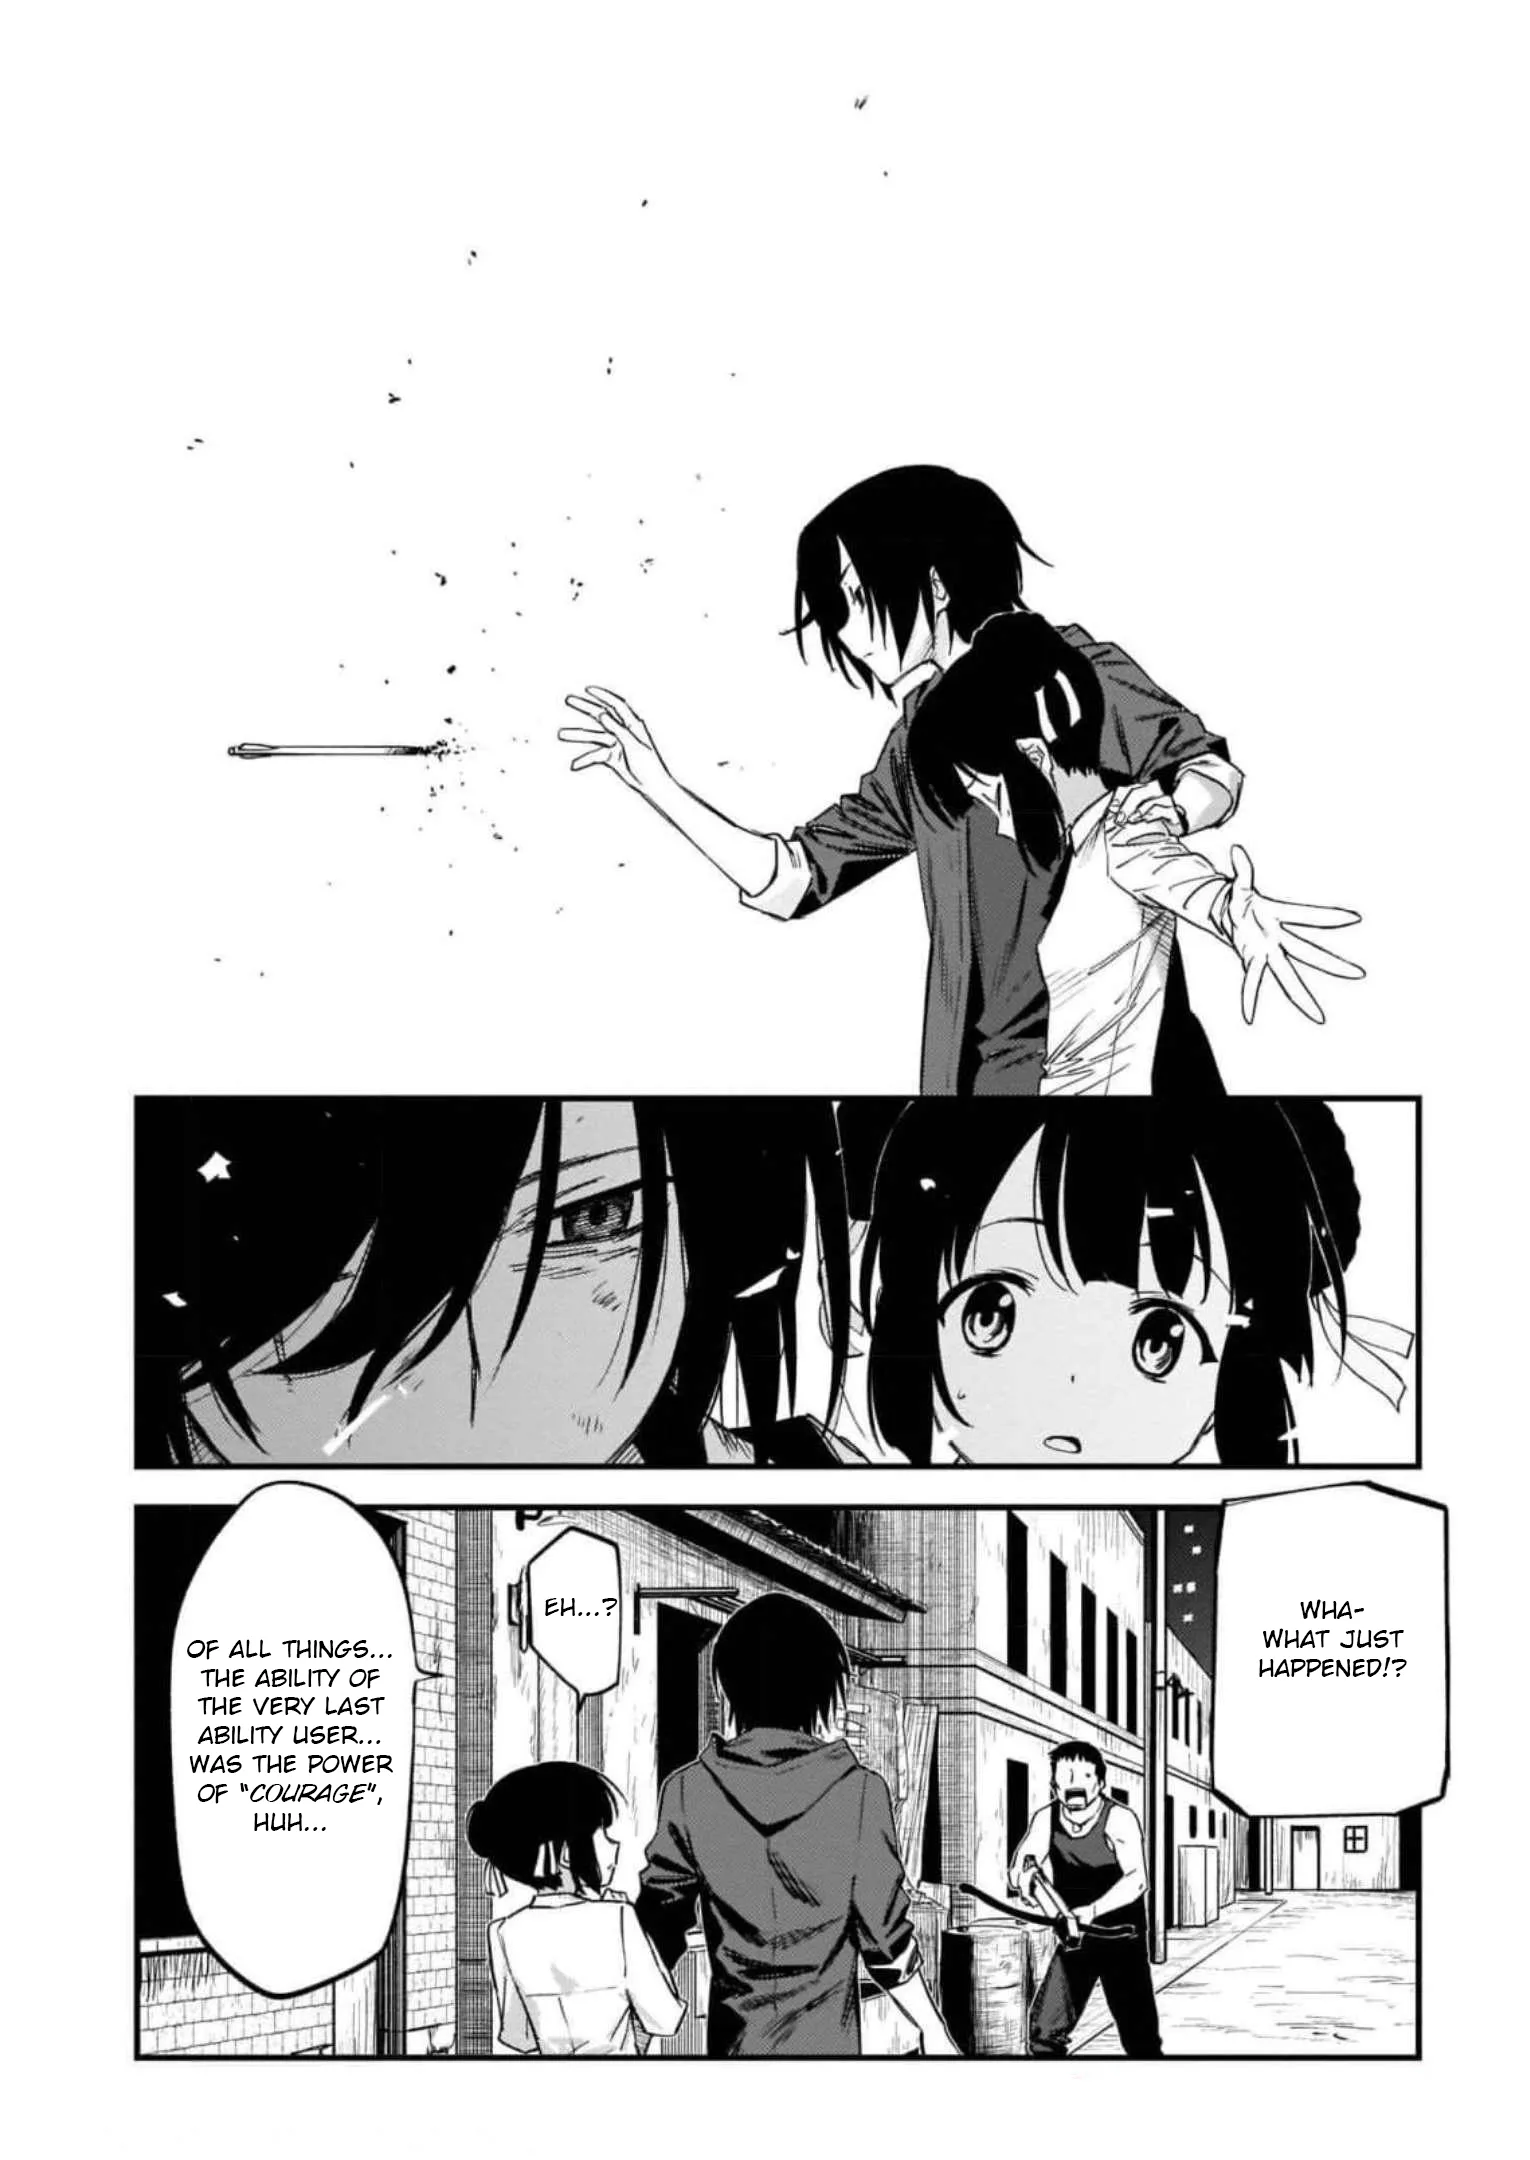 WHA-
WHAT JUST
HAPPENED!?
EH...?
OF ALL THINGS...
THE ABILITY OF
THE VERY LAST
ABILITY USER...
WAS THE POWER
OF "COURAGE",
HUH...